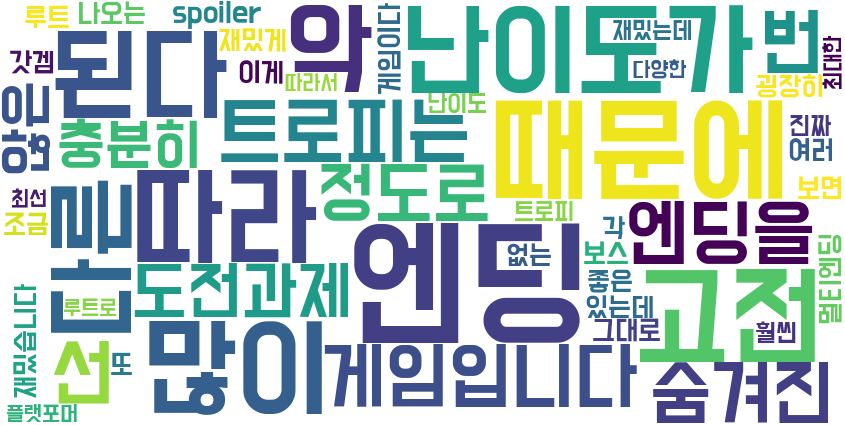 루트 나오는 spoiler 악 난이도가 번
갓겜 된다 재밌게 이게 따라서 게임이다 재밌는데 다양한 굉장히 최대한
않은 충분히 트로피는 난이도 때문에 진짜 여러
최선 조금 다른 따라 정도로 트로피 각 보스 엔딩을 보면
도전과제 엔딩 없는 좋은 있는데 고전 멀티엔딩
재밌습니다 루트로 선 또 많이 게임입니다 그대로 훨씬
플랫포머 숨겨진